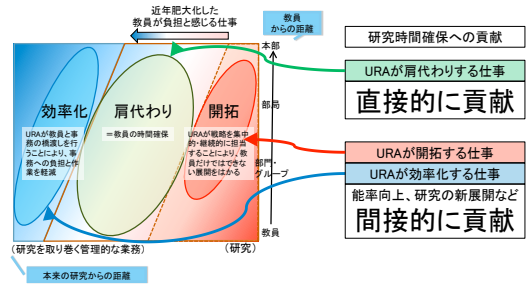 近年肥大化した
教員が負担と感じる仕事
教員
からの距離
本部
部局
部門・
グループ
教員
効率化
URAが教員と事
務の橋渡しを行
うことにより、事
務への負担と作
業を軽減
肩代わり
＝教員の時間確保
開拓
URAが戦略を集中
的・継続的に担当
することにより、教
員だけではできな
い展開をはかる
(研究を取り巻く管理的な業務)
(研究)
本来の研究からの距離
研究時間確保への貢献
URAが肩代わりする仕事
直接的に貢献
URAが開拓する仕事
URAが効率化する仕事
能率向上、研究の新展開など
間接的に貢献